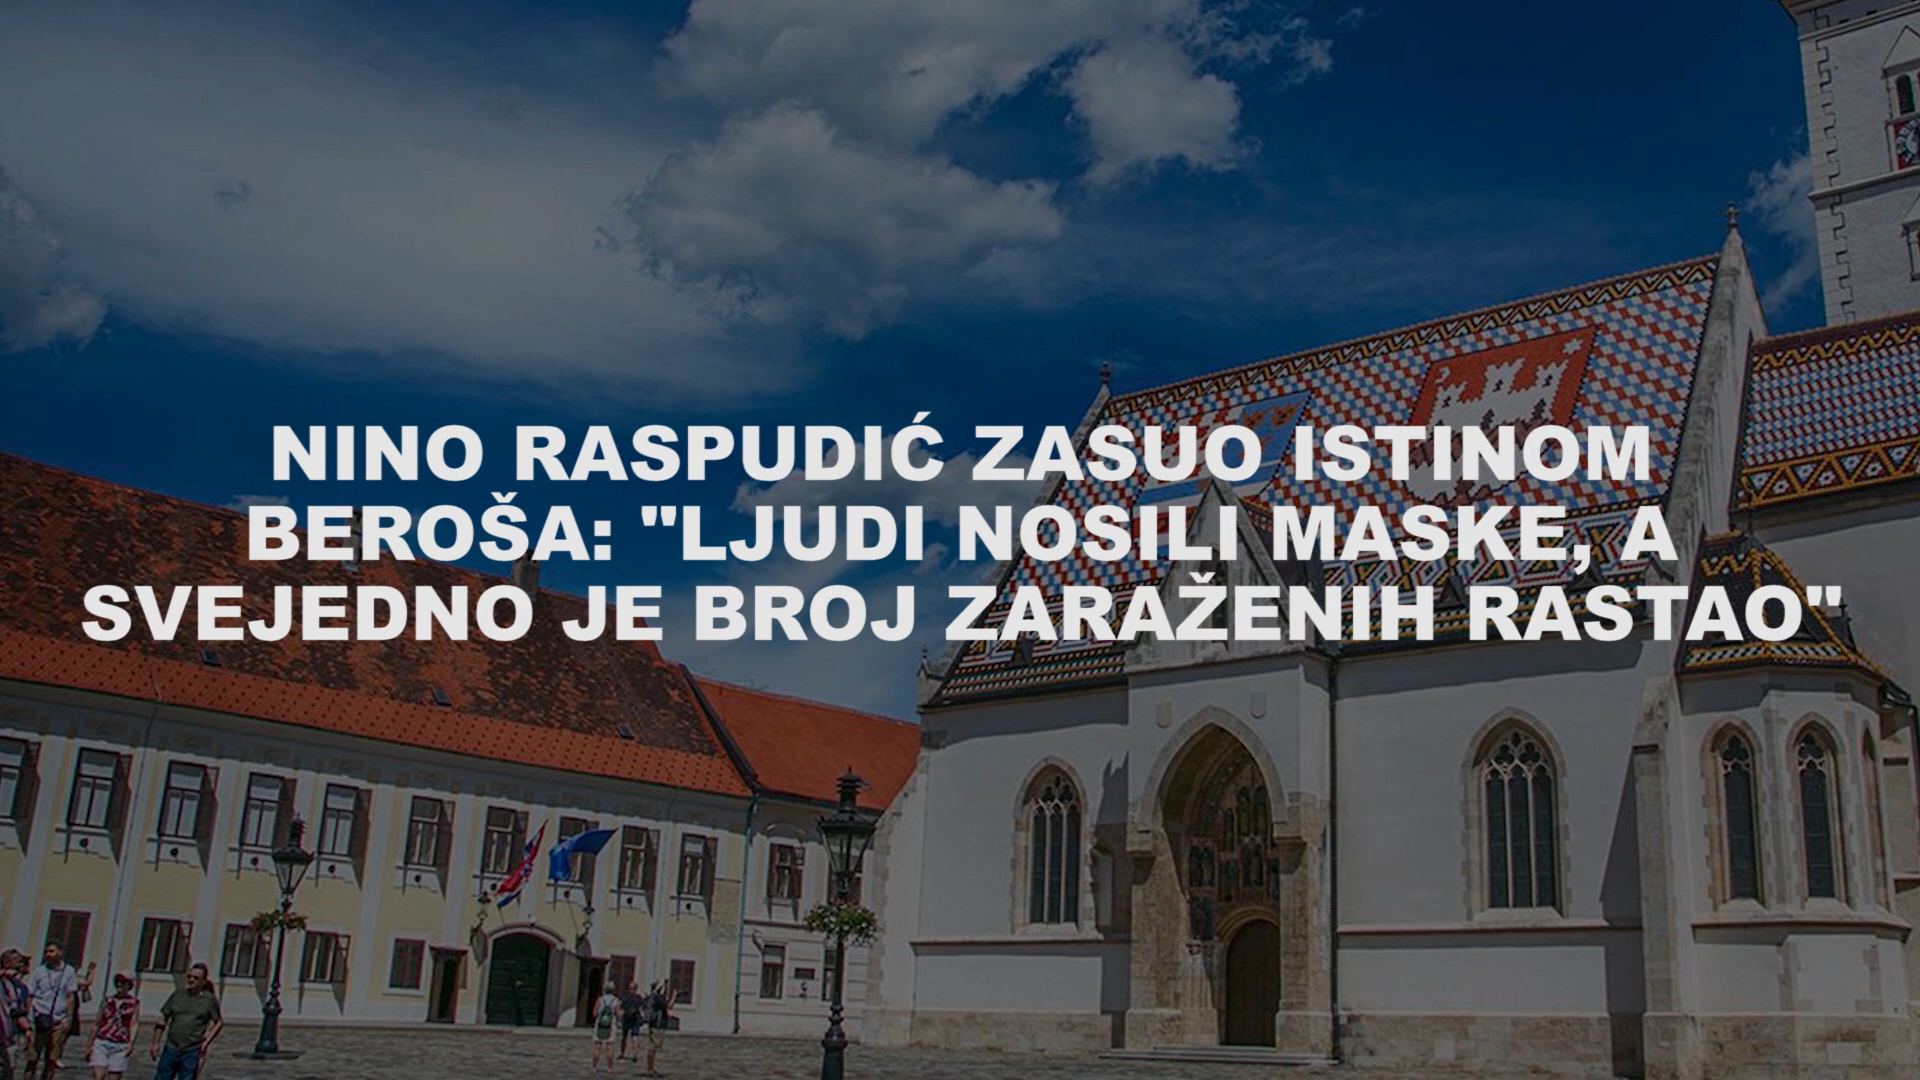 NINO RASPUDIĆ ZASUO ISTINOM
BEROŠA: "LJUDI NOSILI MASKE, A
SVEJEDNO JE BROJ ZARAŽENIH RASTAO"